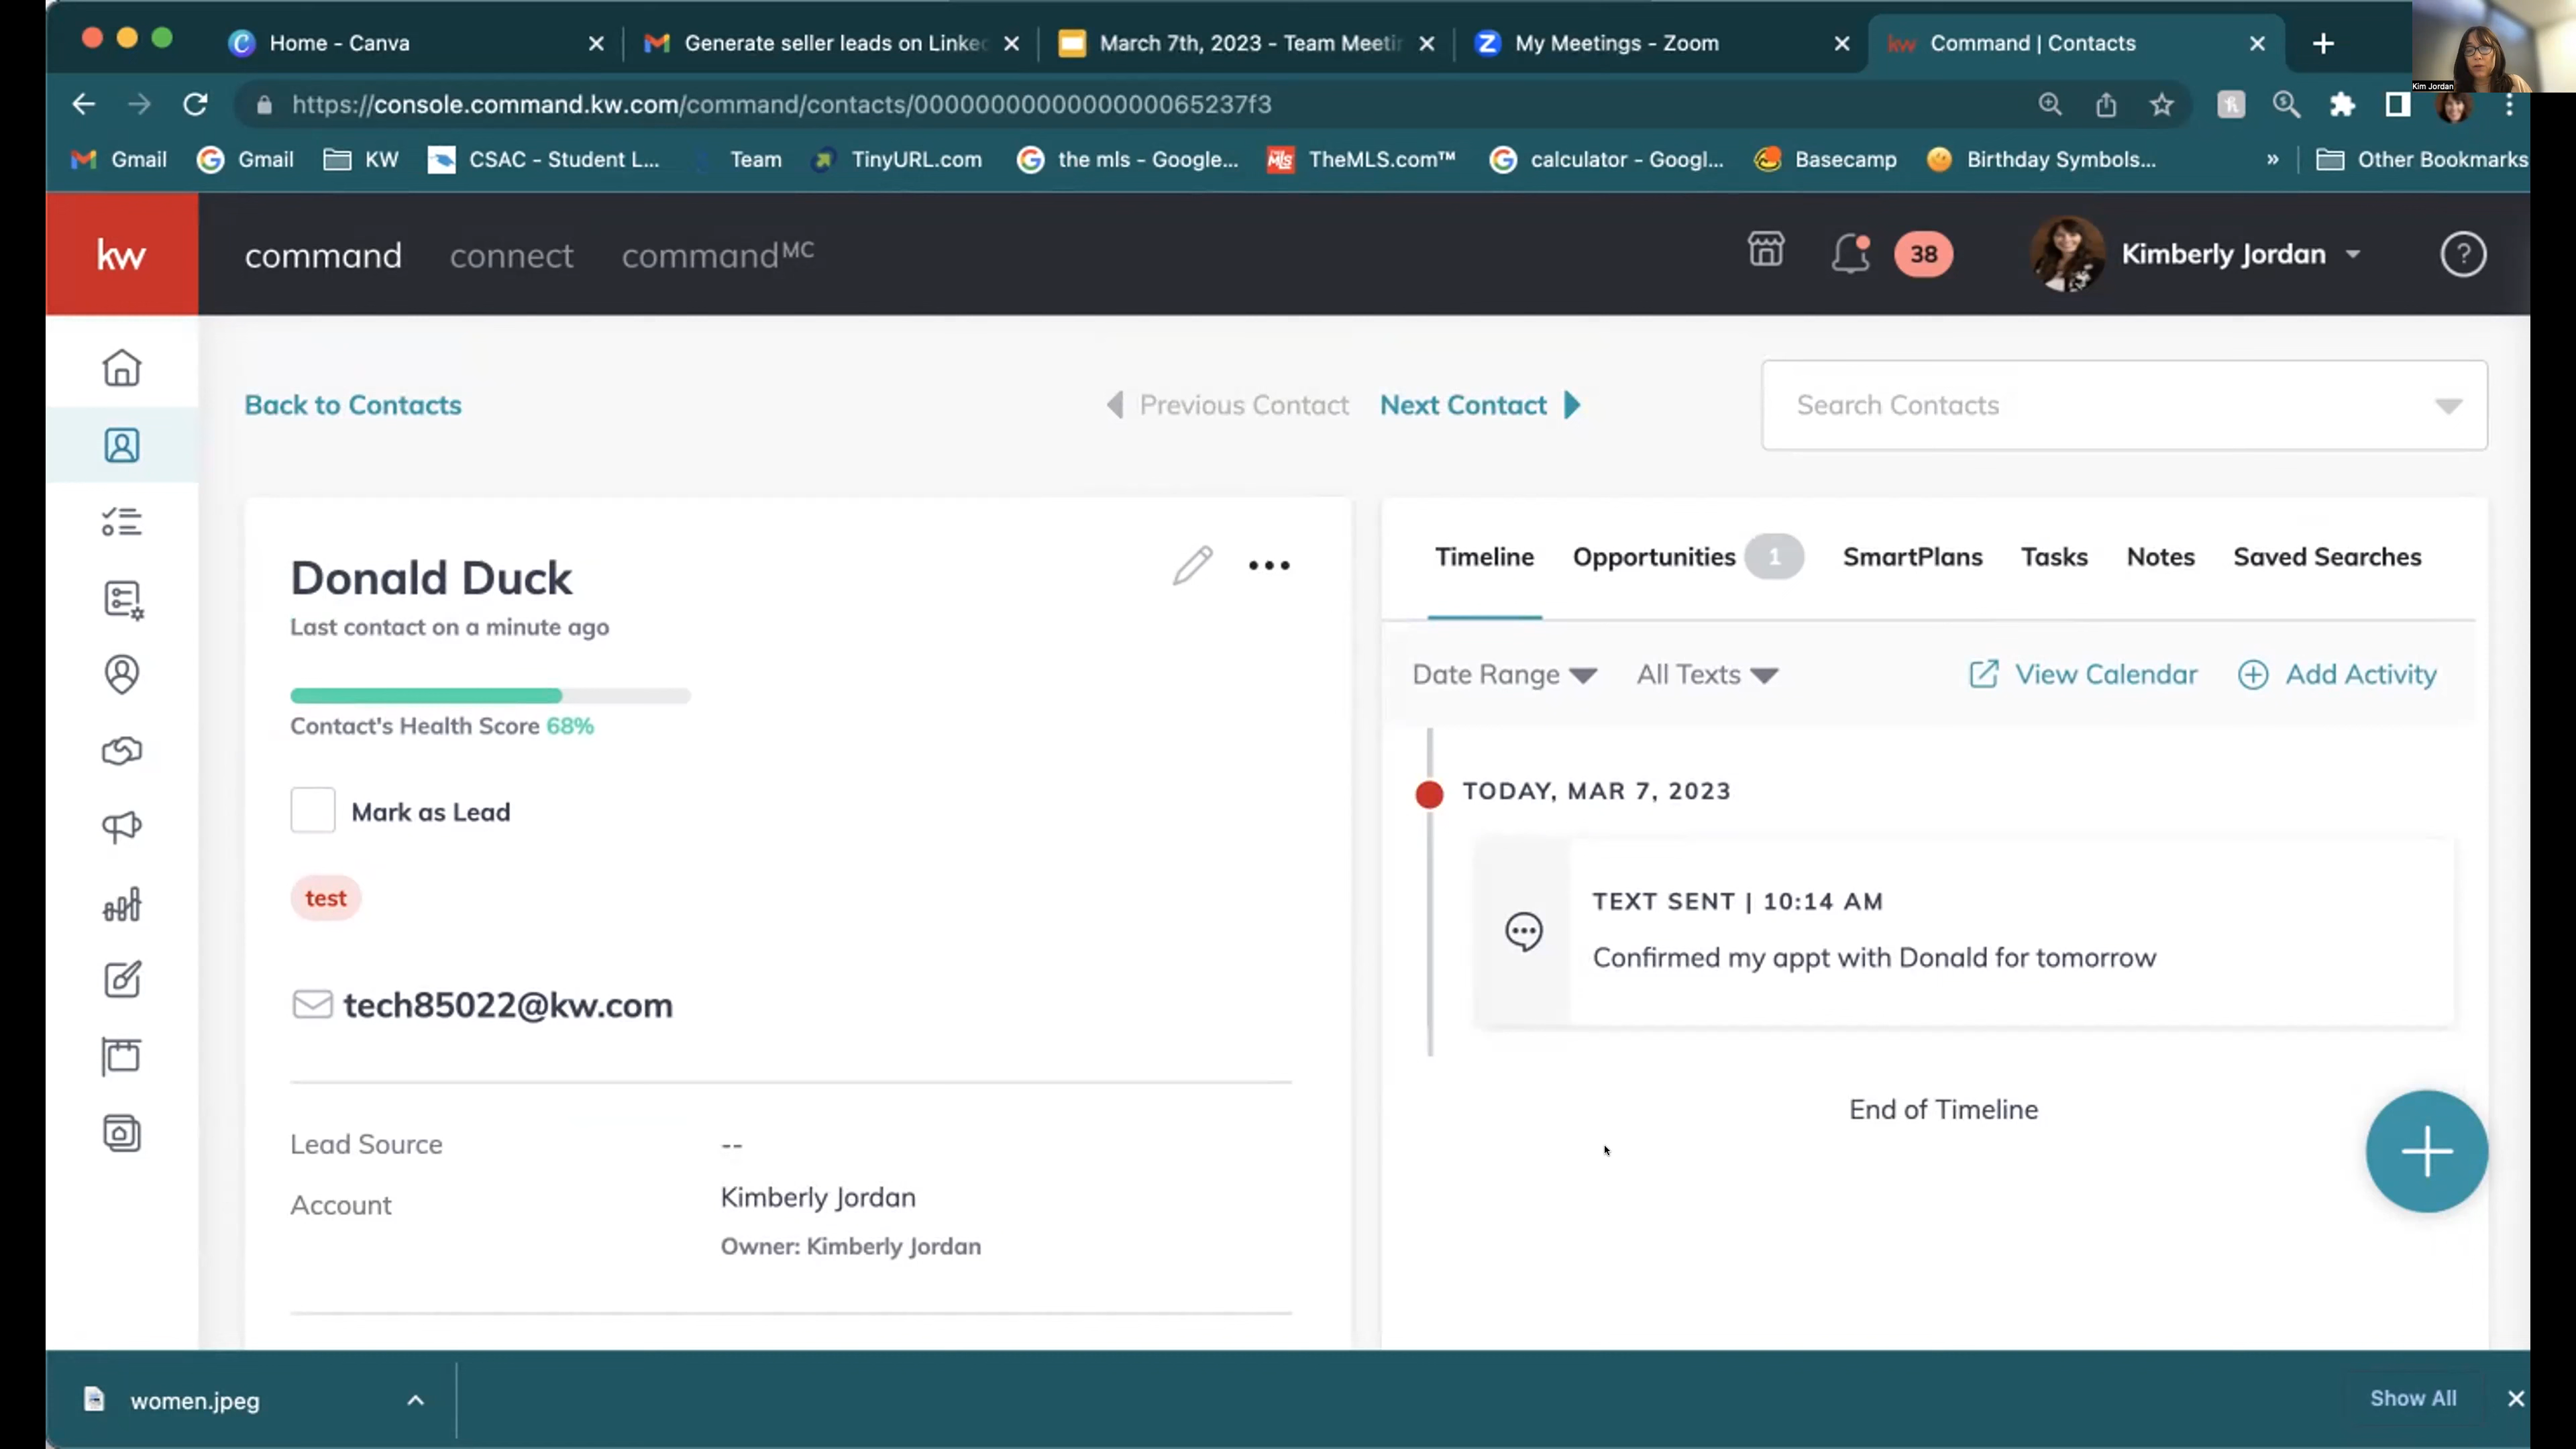 Home - Canva
Generate seller leads on Linke
March 7th, 2023 - Team Meeti
My Meetings - Zoom
kw Command | Contacts
Kim Jordan
https://console.command.kw.com/command/contacts/0000000000000000065237f3
Gmail
Gmail
KW
CSAC - Student L...
Team
TinyURL.com
the mls - Google...
TheMLS.com™
calculator - Googl...
Basecamp
Birthday Symbols...
»
Other Bookmarks
kw
command
connect
commandMC
38
Kimberly Jordan
?
Back to Contacts
Previous Contact
Next Contact
Search Contacts
Donald Duck
Last contact on a minute ago
Contact's Health Score 68%
Mark as Lead
test
tech85022@kw.com
Lead Source --
Account Kimberly Jordan
Owner: Kimberly Jordan
Timeline
Opportunities 1
SmartPlans
Tasks
Notes
Saved Searches
Date Range
All Texts
View Calendar
Add Activity
TODAY, MAR 7, 2023
TEXT SENT | 10:14 AM
Confirmed my appt with Donald for tomorrow
End of Timeline
women.jpeg
Show All